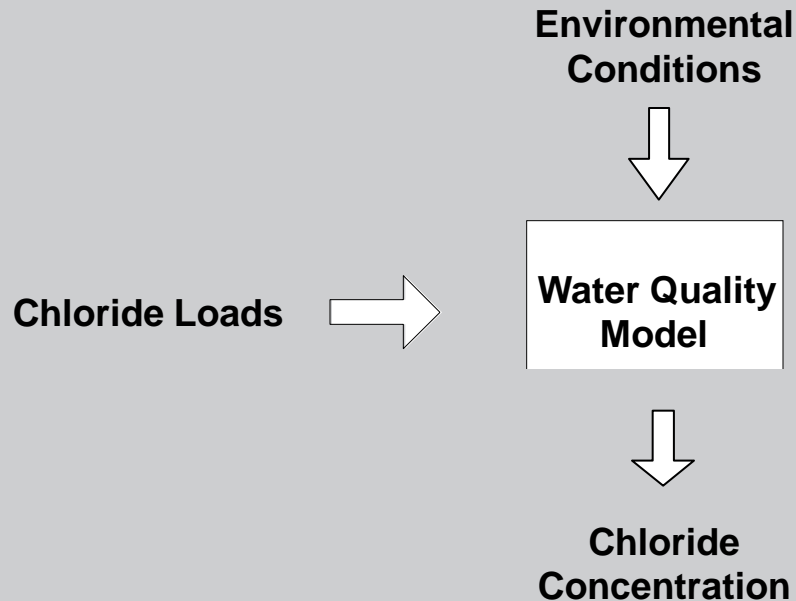 Environmental
Conditions
Chloride Loads
Water Quality
Model
Chloride
Concentration